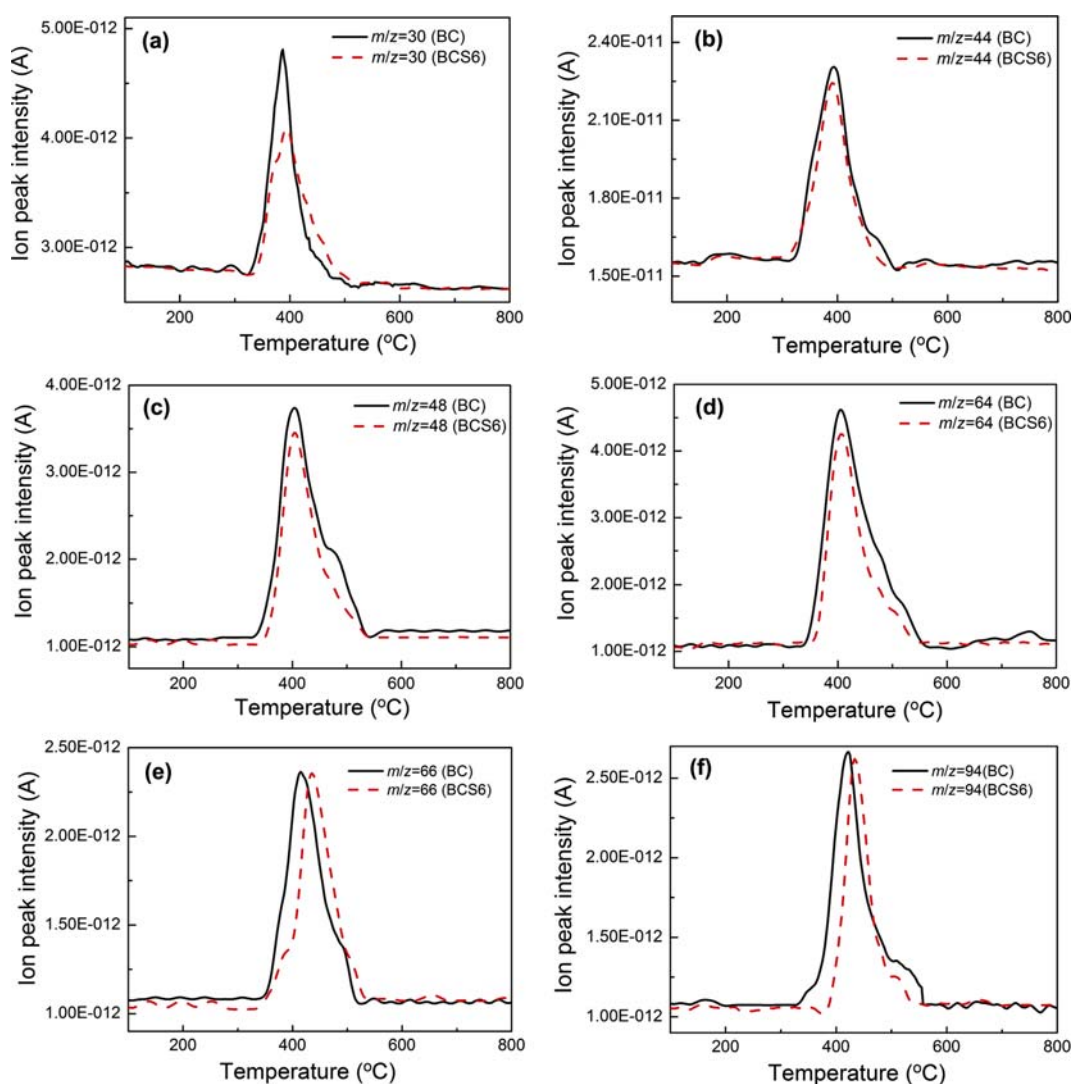 (a)
m/z=30 (BC)
m/z=30 (BCS6)
5.00E-012
4.00E-012
3.00E-012
Ion peak intensity (A)
200 400 600 800
Temperature (ºC)
(b)
m/z=44 (BC)
m/z=44 (BCS6)
2.40E-011
2.10E-011
1.80E-011
1.50E-011
Ion peak intensity (A)
200 400 600 800
Temperature (ºC)
(c)
m/z=48 (BC)
m/z=48 (BCS6)
4.00E-012
3.00E-012
2.00E-012
1.00E-012
Ion peak intensity (A)
200 400 600 800
Temperature (ºC)
(d)
m/z=64 (BC)
m/z=64 (BCS6)
5.00E-012
4.00E-012
3.00E-012
2.00E-012
1.00E-012
Ion peak intensity (A)
200 400 600 800
Temperature (ºC)
(e)
m/z=66 (BC)
m/z=66 (BCS6)
2.50E-012
2.00E-012
1.50E-012
1.00E-012
Ion peak intensity (A)
200 400 600 800
Temperature (ºC)
(f)
m/z=94(BC)
m/z=94(BCS6)
2.50E-012
2.00E-012
1.50E-012
1.00E-012
Ion peak intensity (A)
200 400 600 800
Temperature (ºC)